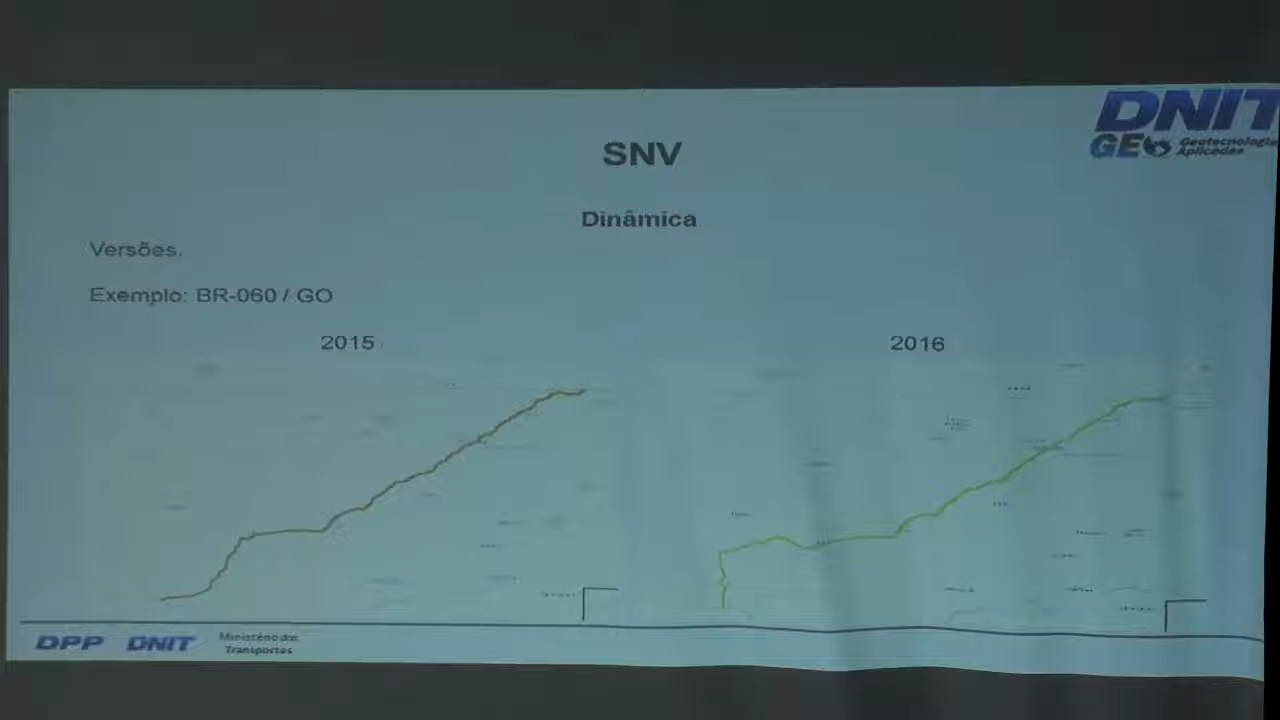 DNIT
GEO Geotecnologias
Aplicadas
SNV
Dinâmica
Versões.
Exemplo: BR-060 / GO
2015
2016
DPP DNIT Ministério dos
Transportes